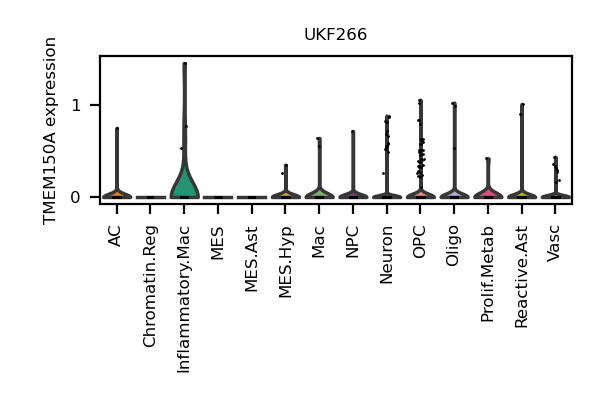 UKF266
TMEM150A expression
1
0
AC
Chromatin.Reg
Inflammatory.Mac
MES
MES.Ast
MES.Hyp
Mac
NPC
Neuron
OPC
Oligo
Prolif.Metab
Reactive.Ast
Vasc